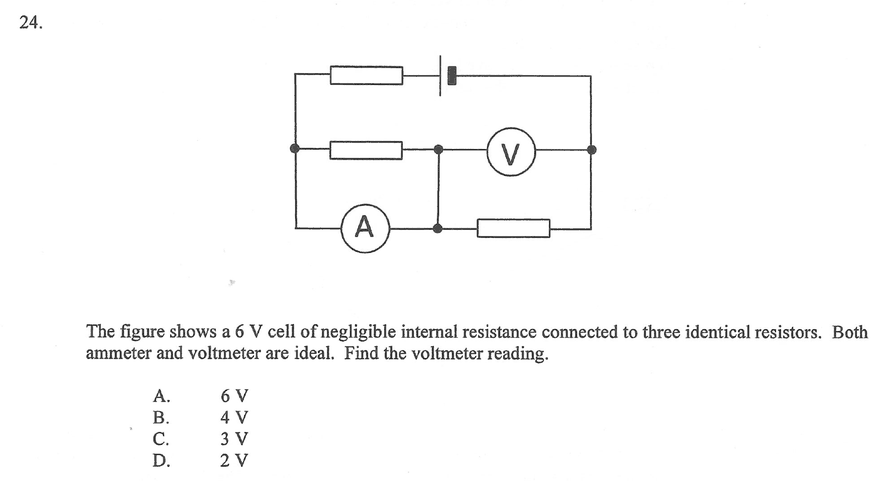 24.
V
A
The figure shows a 6 V cell of negligible internal resistance connected to three identical resistors. Both
ammeter and voltmeter are ideal. Find the voltmeter reading.
A. 6 V
B. 4 V
C. 3 V
D. 2 V